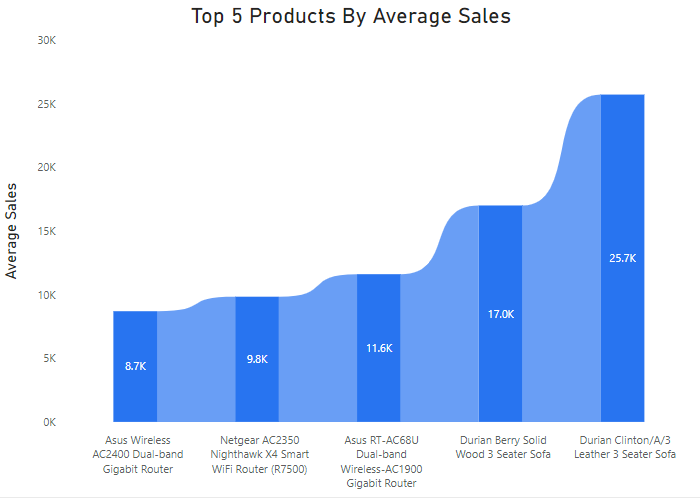 Top 5 Products By Average Sales
30K
25K
20K
15K
10K
5K
0K
Average Sales
8.7K
9.8K
11.6K
17.0K
25.7K
Asus Wireless
AC2400 Dual-band
Gigabit Router
Netgear AC2350
Nighthawk X4 Smart
WiFi Router (R7500)
Asus RT-AC68U
Dual-band
Wireless-AC1900
Gigabit Router
Durian Berry Solid
Wood 3 Seater Sofa
Durian Clinton/A/3
Leather 3 Seater Sofa